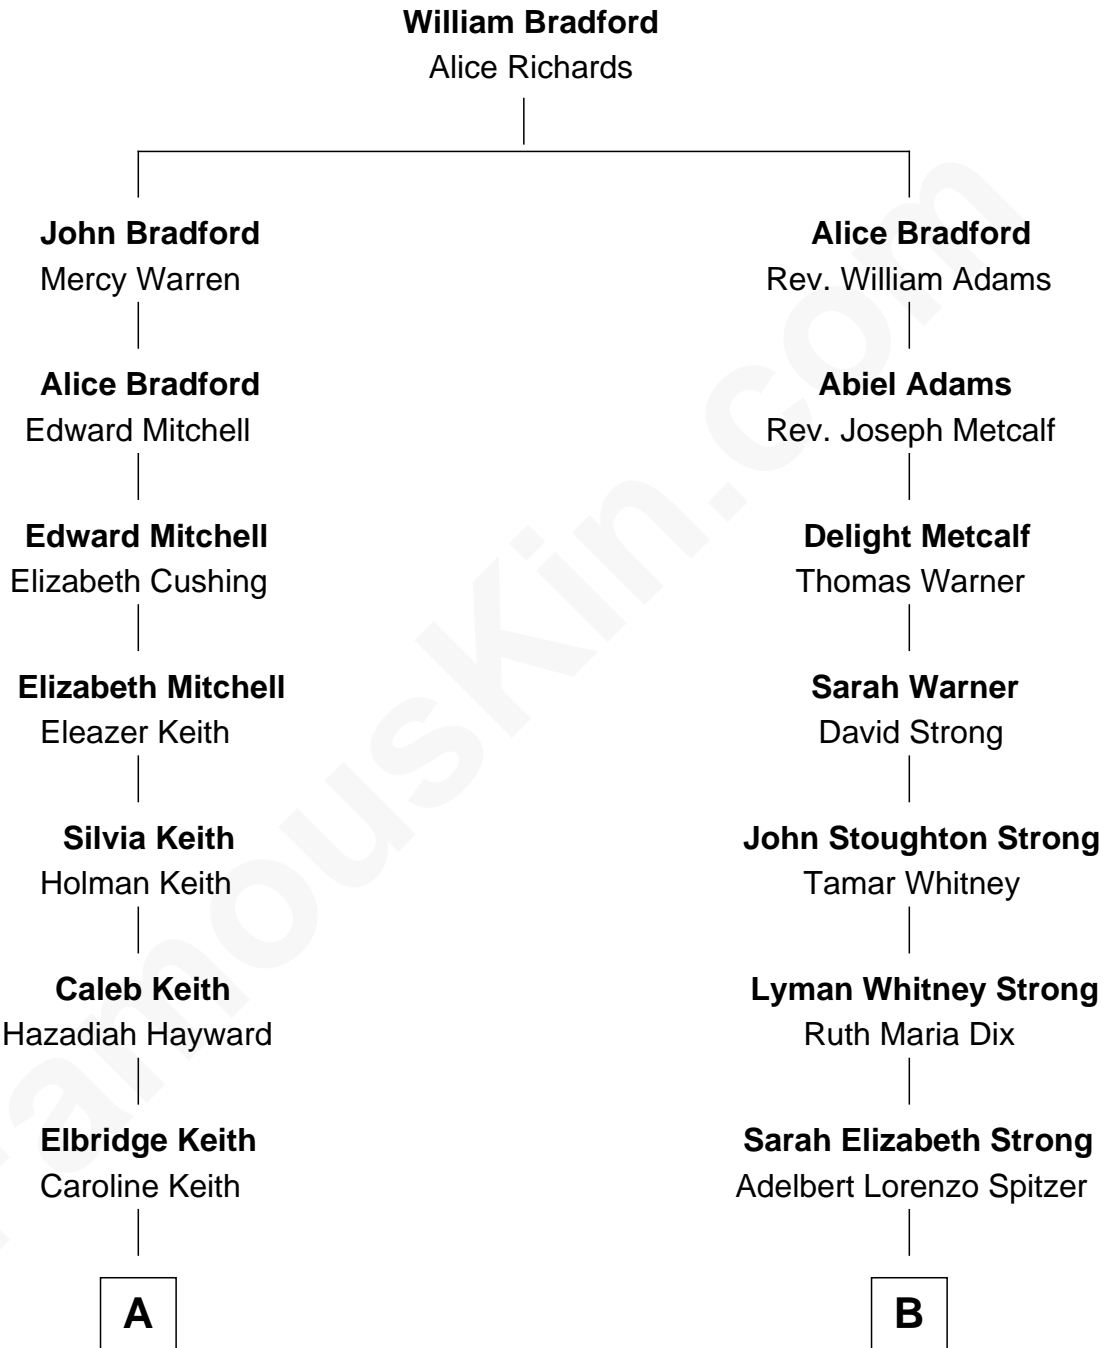 William Bradford
Alice Richards
John Bradford
Mercy Warren
Alice Bradford
Edward Mitchell
Edward Mitchell
Elizabeth Cushing
Elizabeth Mitchell
Eleazer Keith
Silvia Keith
Holman Keith
Caleb Keith
Hazadiah Hayward
Elbridge Keith
Caroline Keith
A
Alice Bradford
Rev. William Adams
Abiel Adams
Rev. Joseph Metcalf
Delight Metcalf
Thomas Warner
Sarah Warner
David Strong
John Stoughton Strong
Tamar Whitney
Lyman Whitney Strong
Ruth Maria Dix
Sarah Elizabeth Strong
Adelbert Lorenzo Spitzer
B
FamousKin.com